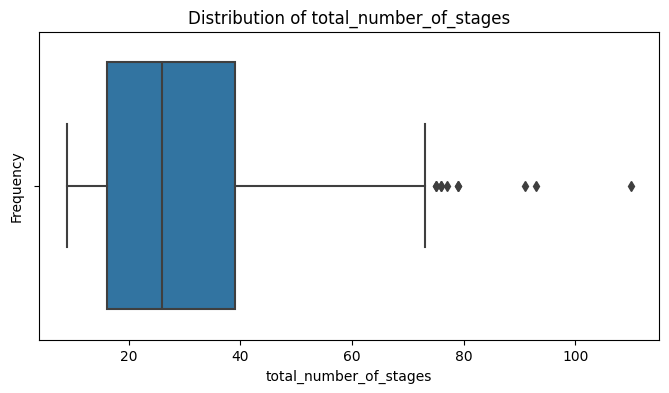 Distribution of total_number_of_stages
Frequency
20 40 60 80 100
total_number_of_stages